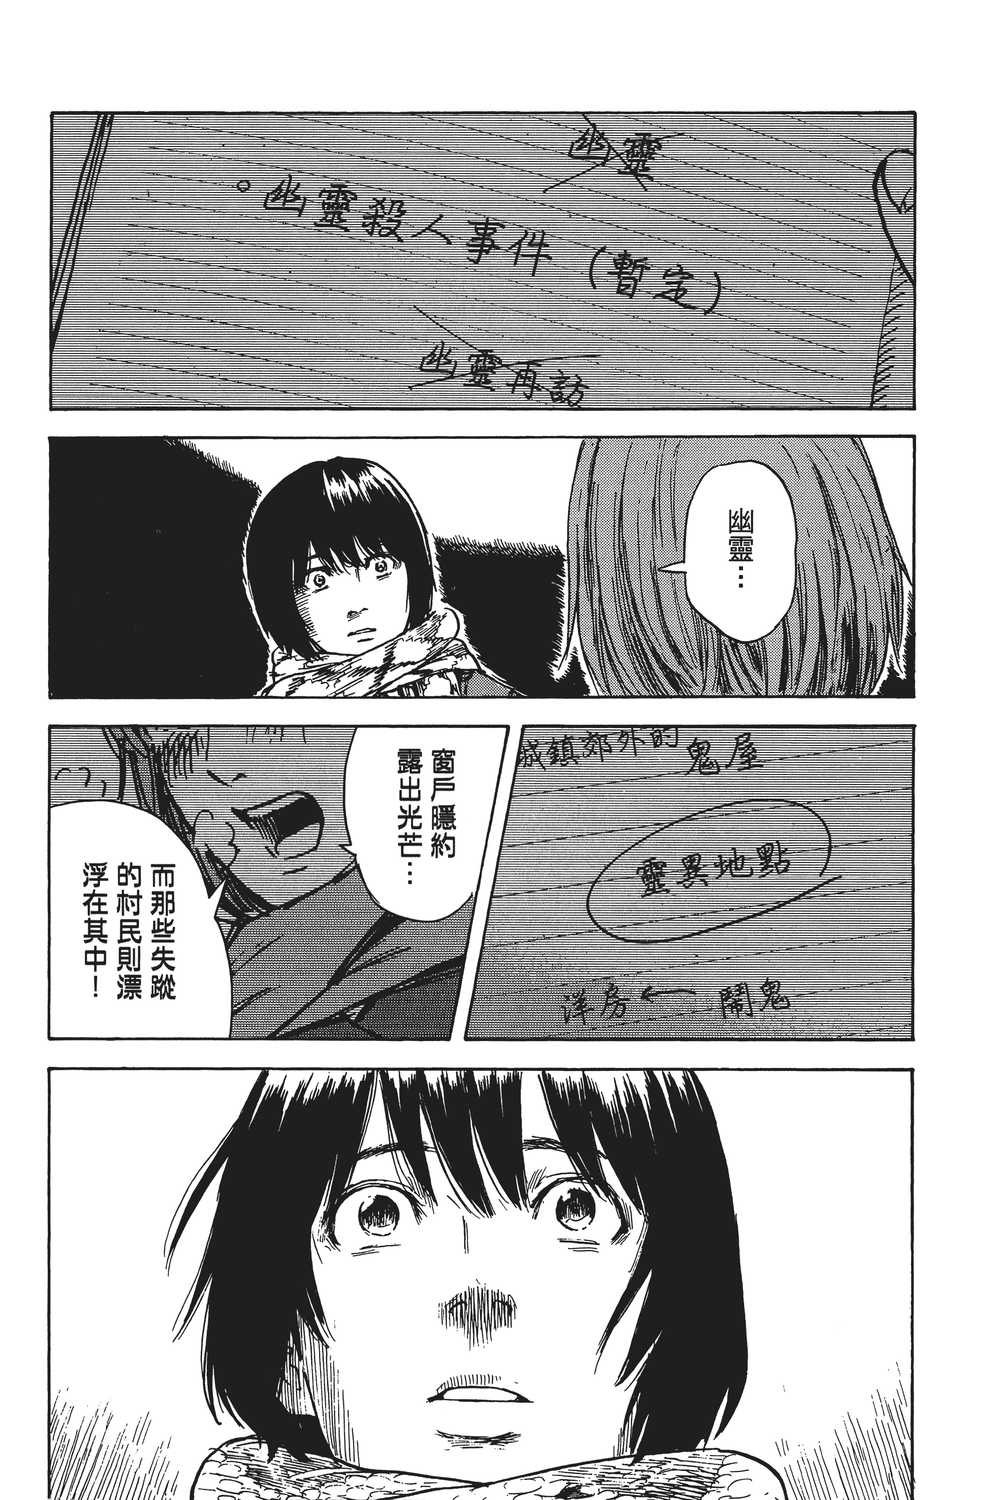 幽靈
幽靈殺人事件（暫定）
幽靈再訪
幽靈…
城鎮郊外的鬼屋
靈異地點
洋房←鬧鬼
窗戶隱約
露出光芒…
而那些失蹤
的村民則漂
浮在其中！